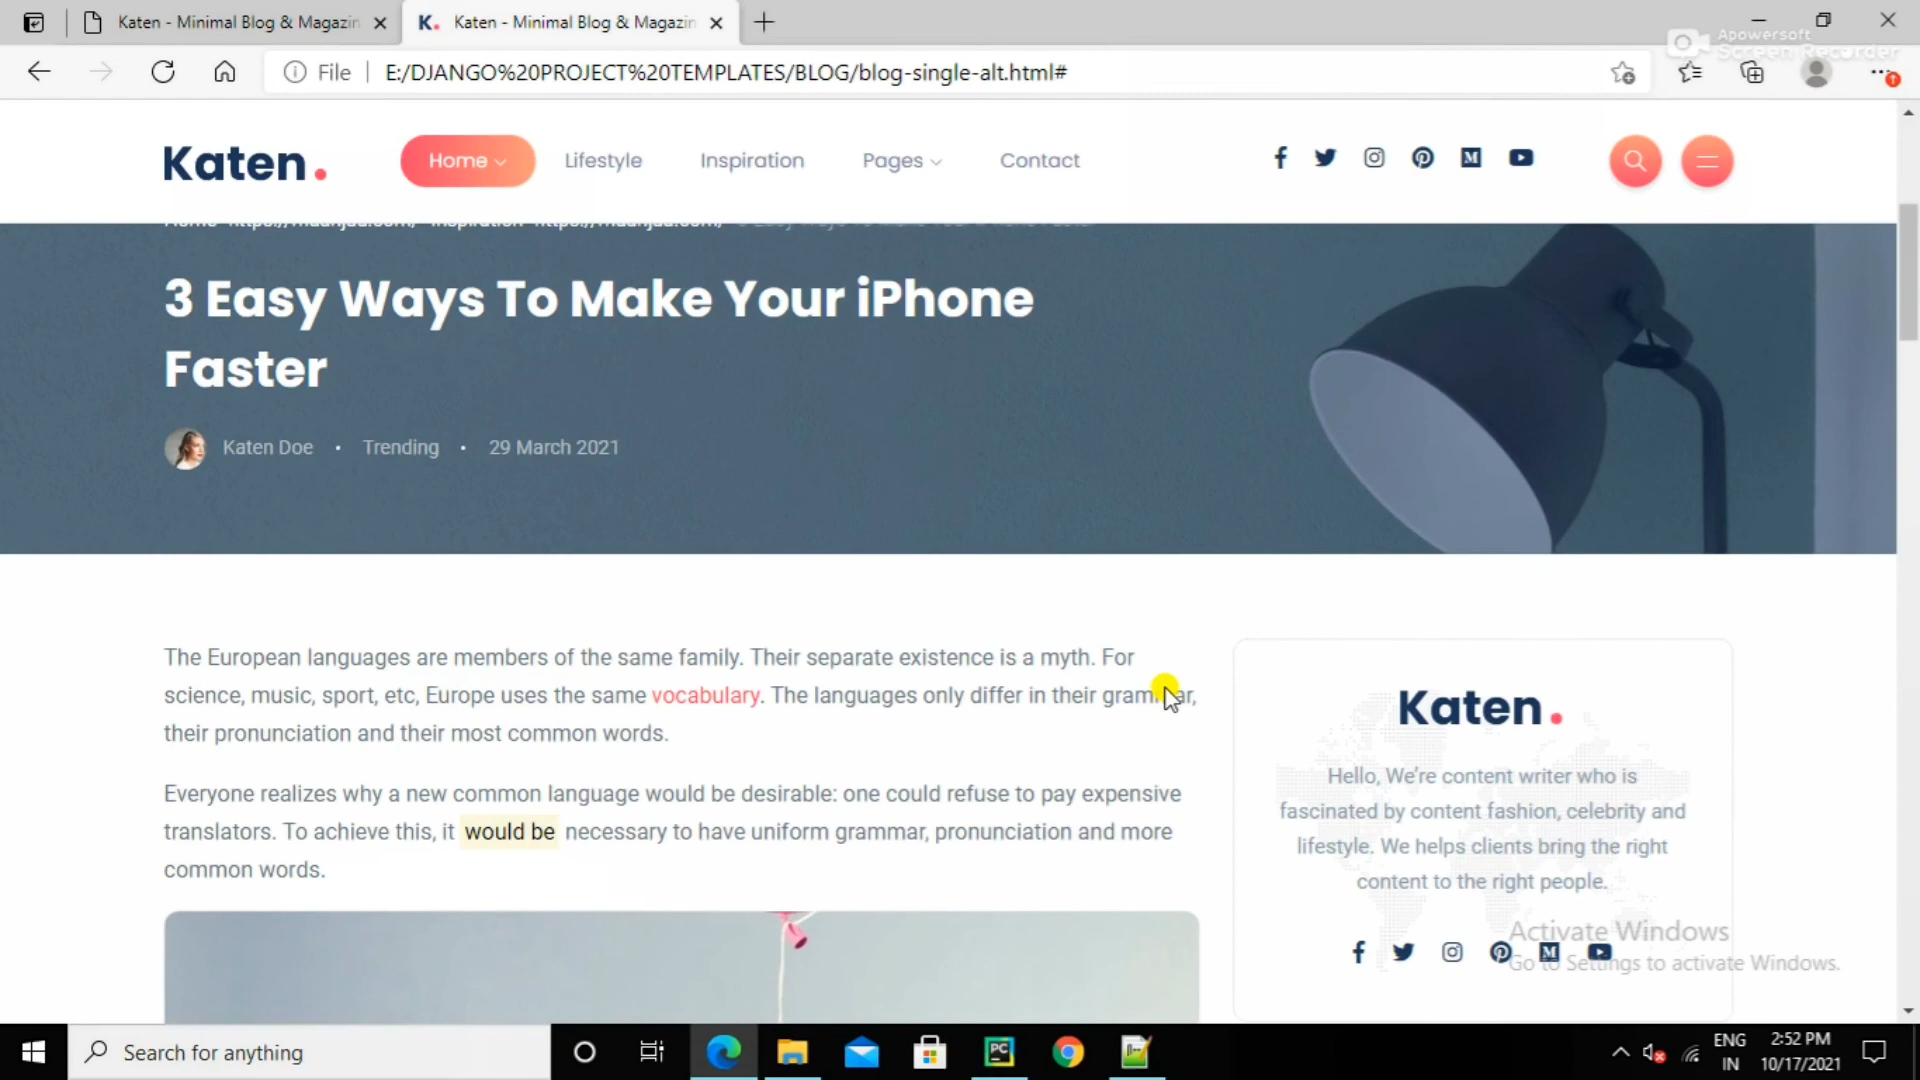 Katen - Minimal Blog & Magazin
K. Katen - Minimal Blog & Magazin
Apowersoft
Screen Recorder
File E:/DJANGO%20PROJECT%20TEMPLATES/BLOG/blog-single-alt.html#
Katen.
Home Lifestyle Inspiration Pages Contact
3 Easy Ways To Make Your iPhone
Faster
Katen Doe • Trending • 29 March 2021
The European languages are members of the same family. Their separate existence is a myth. For
science, music, sport, etc, Europe uses the same vocabulary. The languages only differ in their grammar,
their pronunciation and their most common words.
Everyone realizes why a new common language would be desirable: one could refuse to pay expensive
translators. To achieve this, it would be necessary to have uniform grammar, pronunciation and more
common words.
Katen.
Hello, We're content writer who is
fascinated by content fashion, celebrity and
lifestyle. We helps clients bring the right
content to the right people.
Activate Windows
Go to Settings to activate Windows.
Search for anything
PC
ENG
IN
2:52 PM
10/17/2021